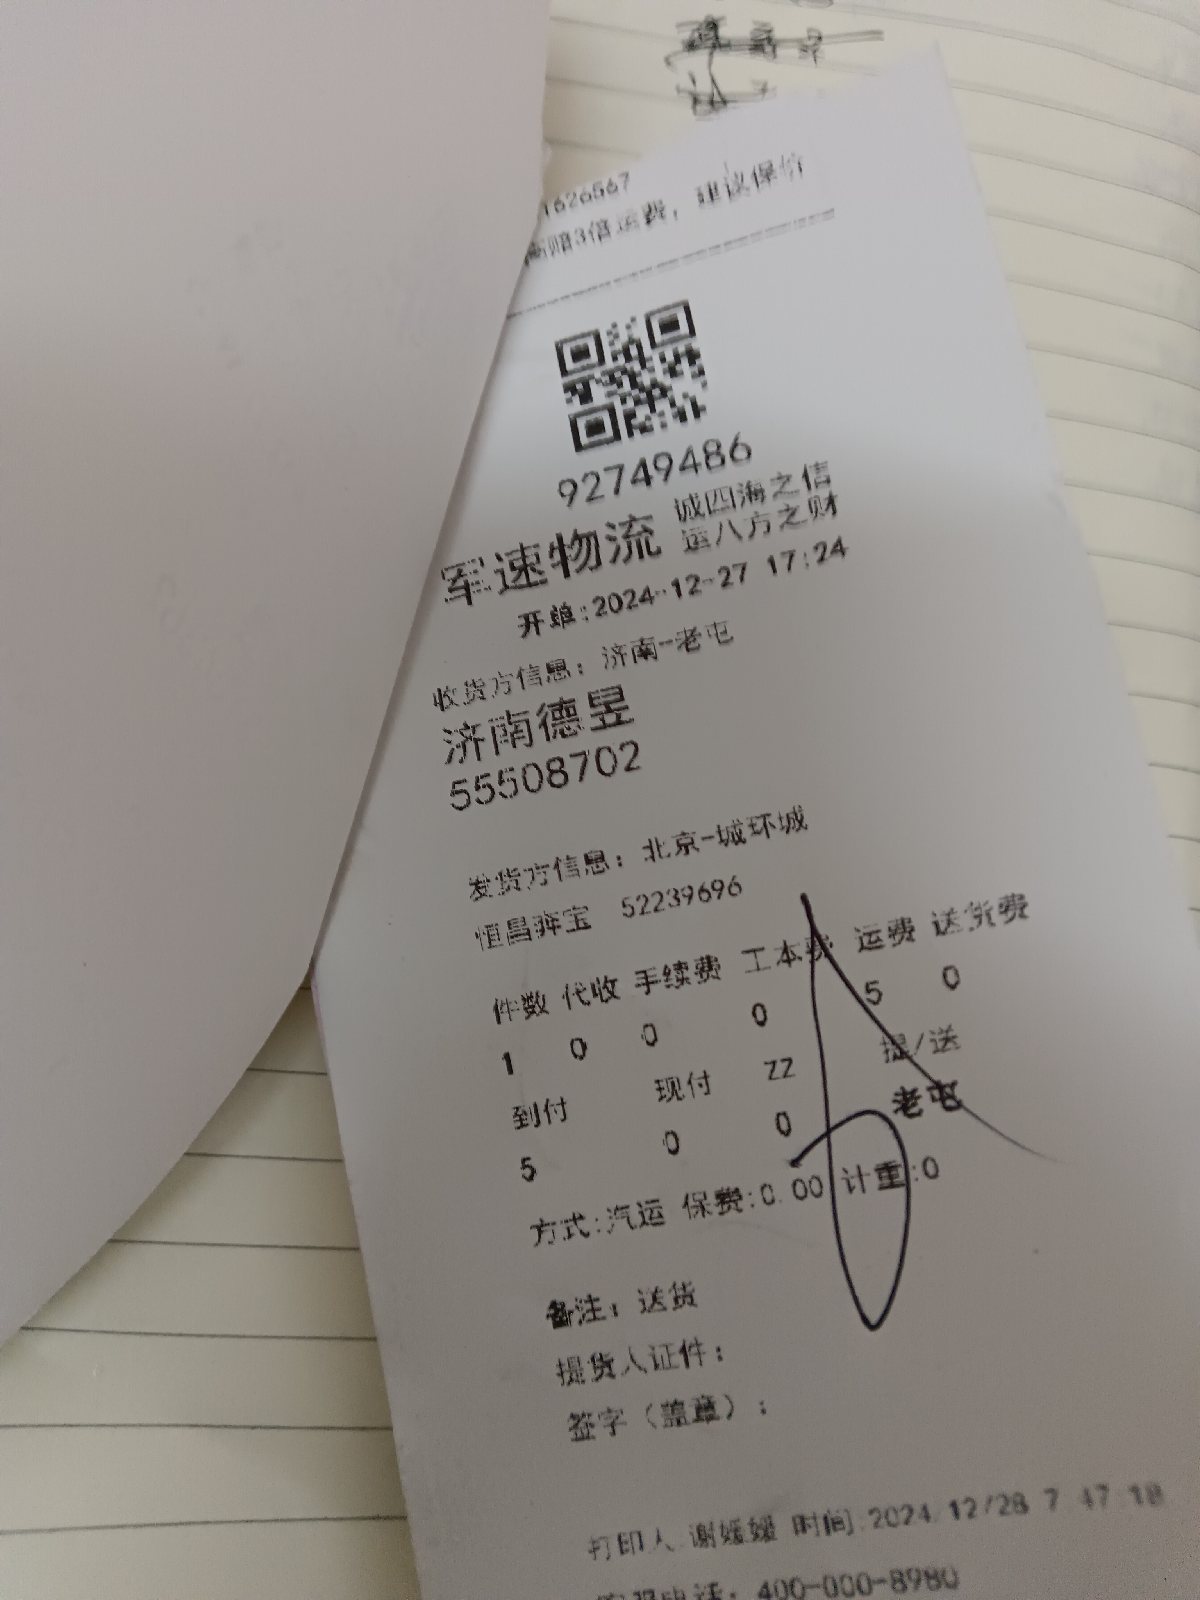 1626567
赔3倍运费，建议保价
92749486
军速物流 诚四海之信
运八方之财
开单:2024-12-27 17:24
收货方信息：济南-老屯
济南德昱
55508702
发货方信息：北京-城环城
恒昌奔宝 52239696
件数 代收 手续费 工本费 运费 送货费
1 0 0 0 5 0
到付 现付 ZZ 提/送
5 0 0 老屯
方式:汽运 保费:0.00 计重:0
备注：送货
提货人证件：
签字（盖章）：
打印人 谢媛媛 时间:2024/12/28 7:47:18
电话：400-000-8980